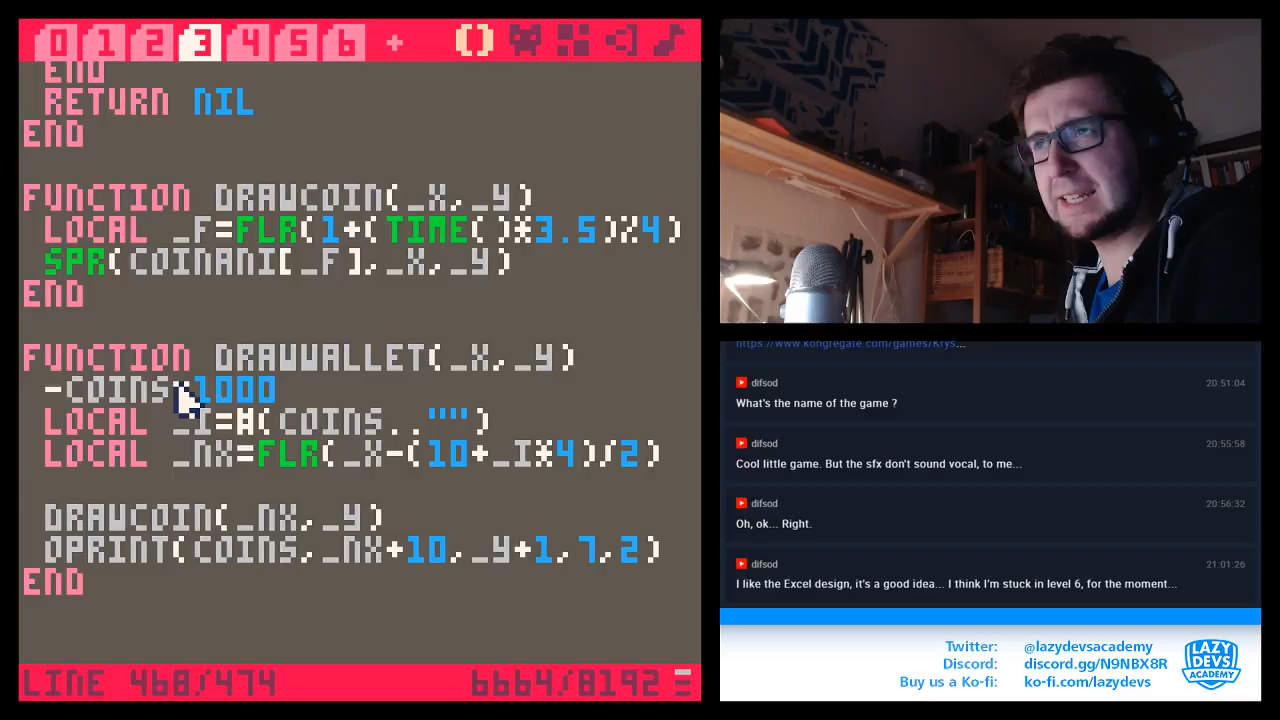 0 1 2 3 4 5 6 + ()
END
RETURN NIL
END
FUNCTION DRAWCOIN(_X,_Y)
LOCAL _F=FLR(1+(TIME()*3.5)%4)
SPR(COINANI[_F],_X,_Y)
END
FUNCTION DRAWWALLET(_X,_Y)
-COINS=1000
LOCAL _I=#(COINS.."")
LOCAL _NX=FLR(_X-(10+_I*4)/2)
DRAWCOIN(_NX,_Y)
OPRINT(COINS,_NX+10,_Y+1,7,2)
END
LINE 468/474 6664/8192
https://www.kongregate.com/games/Krys...
difsod 20:51:04
What's the name of the game ?
difsod 20:55:58
Cool little game. But the sfx don't sound vocal, to me...
difsod 20:56:32
Oh, ok... Right.
difsod 21:01:26
I like the Excel design, it's a good idea... I think I'm stuck in level 6, for the moment...
Twitter: @lazydevsacademy
Discord: discord.gg/N9NBX8R
Buy us a Ko-fi: ko-fi.com/lazydevs
LAZY
DEVS
ACADEMY